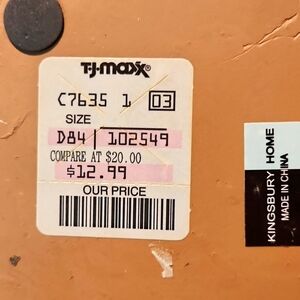 T·J·maxx®
C7635 1 03
SIZE
D84 102549
COMPARE AT $20.00
$12.99
OUR PRICE
KINGSBURY HOME
MADE IN CHINA